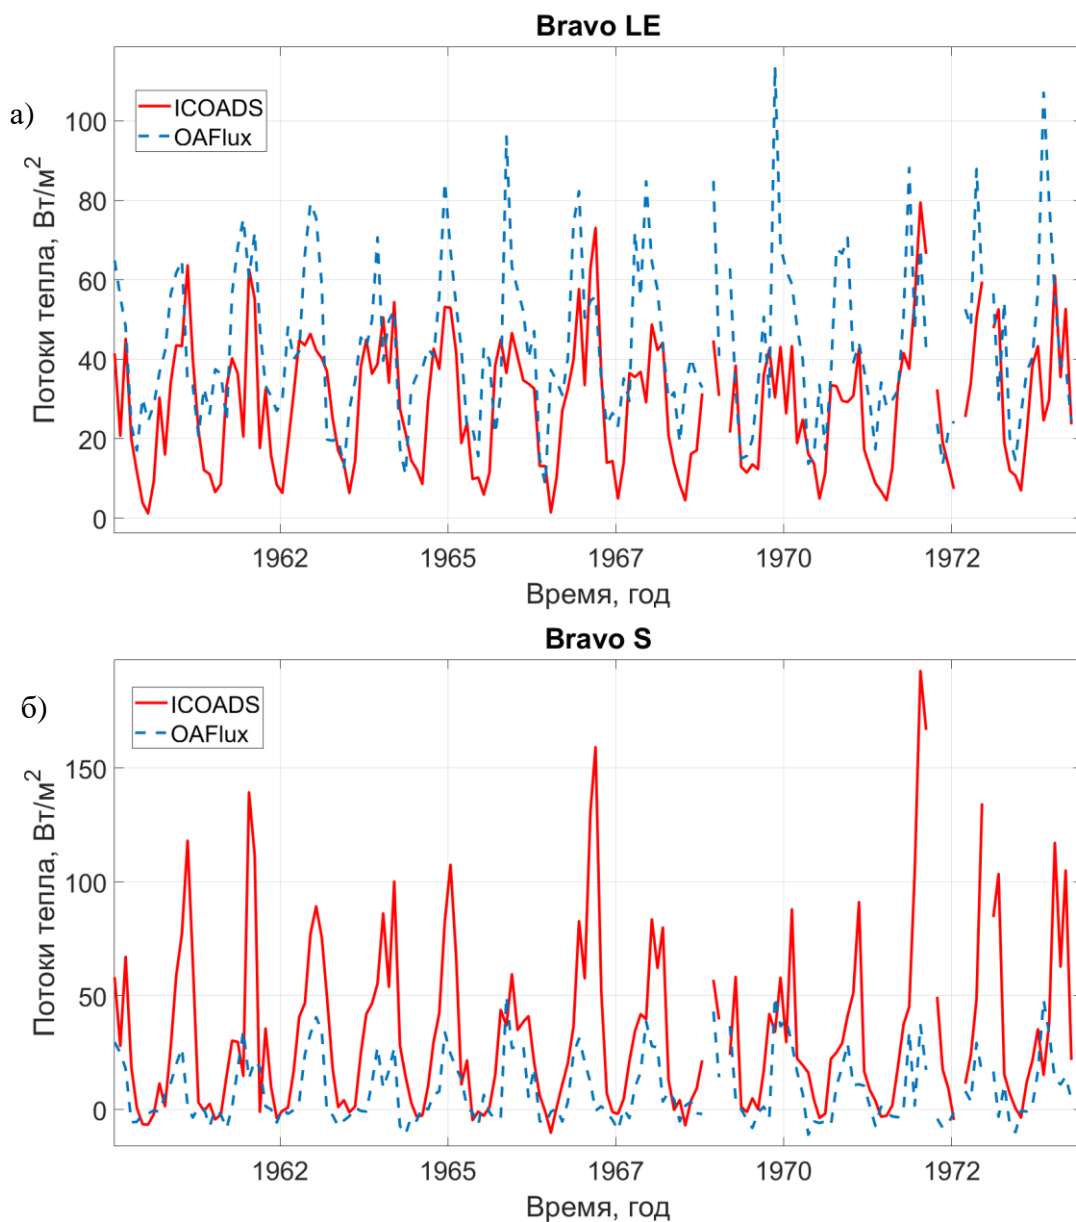 Bravo LE
а)
ICOADS
OAFlux
Потоки тепла, Вт/м²
100
80
60
40
20
0
1962 1965 1967 1970 1972
Время, год
Bravo S
б)
ICOADS
OAFlux
Потоки тепла, Вт/м²
150
100
50
0
1962 1965 1967 1970 1972
Время, год